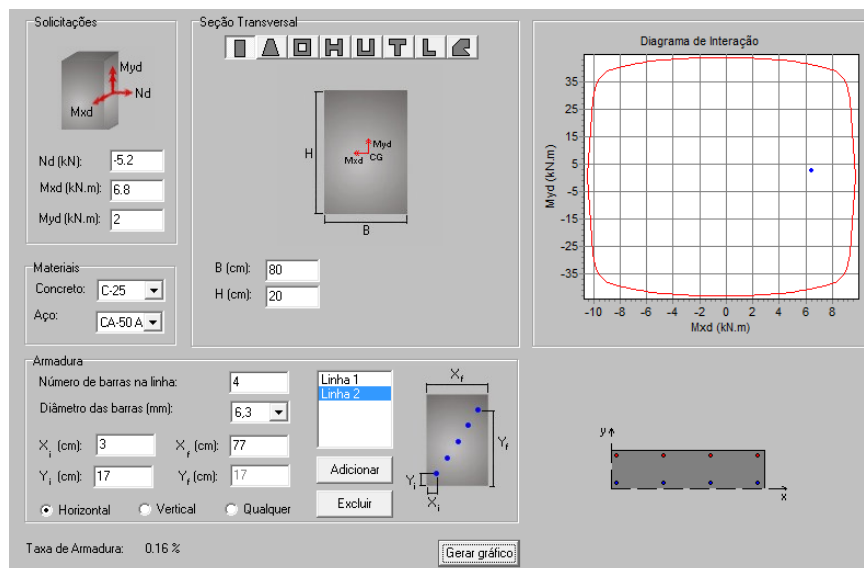 Solicitações
Myd
Nd
Mxd
Nd (kN): -5.2
Mxd (kN.m): 6.8
Myd (kN.m): 2
Materiais
Concreto: C-25
Aço: CA-50 A
Seção Transversal
H
Myd
Mxd CG
B
B (cm): 80
H (cm): 20
Diagrama de Interação
Myd (kN.m)
35
25
15
5
-5
-15
-25
-35
-10 -8 -6 -4 -2 0 2 4 6 8
Mxd (kN.m)
Armadura
Número de barras na linha: 4
Diâmetro das barras (mm): 6,3
Xi (cm): 3 Xf (cm): 77
Yi (cm): 17 Yf (cm): 17
Horizontal Vertical Qualquer
Linha 1
Linha 2
Adicionar
Excluir
Xf
Yf
Yi
Xi
y
x
Taxa de Armadura: 0.16 %
Gerar gráfico